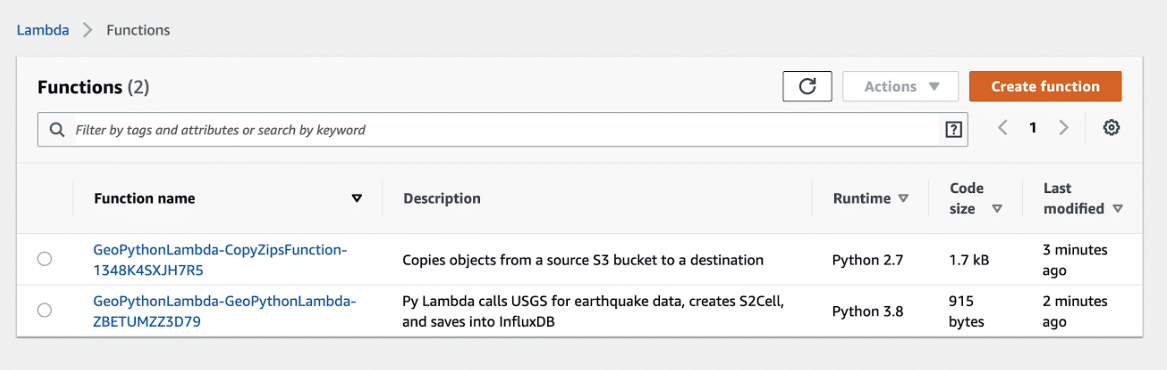 Lambda > Functions
Functions (2)
Actions
Create function
Filter by tags and attributes or search by keyword
?
1
Function name
Description
Runtime
Code size
Last modified
GeoPythonLambda-CopyZipsFunction-
1348K4SXJH7R5
Copies objects from a source S3 bucket to a destination
Python 2.7
1.7 kB
3 minutes
ago
GeoPythonLambda-GeoPythonLambda-
ZBETUMZZ3D79
Py Lambda calls USGS for earthquake data, creates S2Cell,
and saves into InfluxDB
Python 3.8
915
bytes
2 minutes
ago